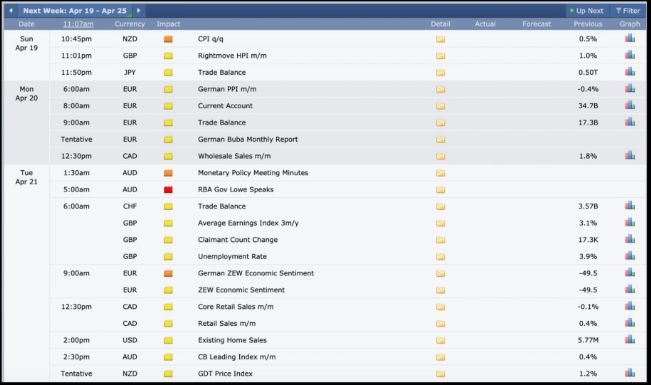 Next Week: Apr 19 - Apr 25 Up Next Filter
Date 11:07am Currency Impact Detail Actual Forecast Previous Graph
Sun Apr 19 10:45pm NZD CPI q/q 0.5%
11:01pm GBP Rightmove HPI m/m 1.0%
11:50pm JPY Trade Balance 0.50T
Mon Apr 20 6:00am EUR German PPI m/m -0.4%
8:00am EUR Current Account 34.7B
9:00am EUR Trade Balance 17.3B
Tentative EUR German Buba Monthly Report
12:30pm CAD Wholesale Sales m/m 1.8%
Tue Apr 21 1:30am AUD Monetary Policy Meeting Minutes
5:00am AUD RBA Gov Lowe Speaks
6:00am CHF Trade Balance 3.57B
GBP Average Earnings Index 3m/y 3.1%
GBP Claimant Count Change 17.3K
GBP Unemployment Rate 3.9%
9:00am EUR German ZEW Economic Sentiment -49.5
EUR ZEW Economic Sentiment -49.5
12:30pm CAD Core Retail Sales m/m -0.1%
CAD Retail Sales m/m 0.4%
2:00pm USD Existing Home Sales 5.77M
2:30pm AUD CB Leading Index m/m 0.4%
Tentative NZD GDT Price Index 1.2%